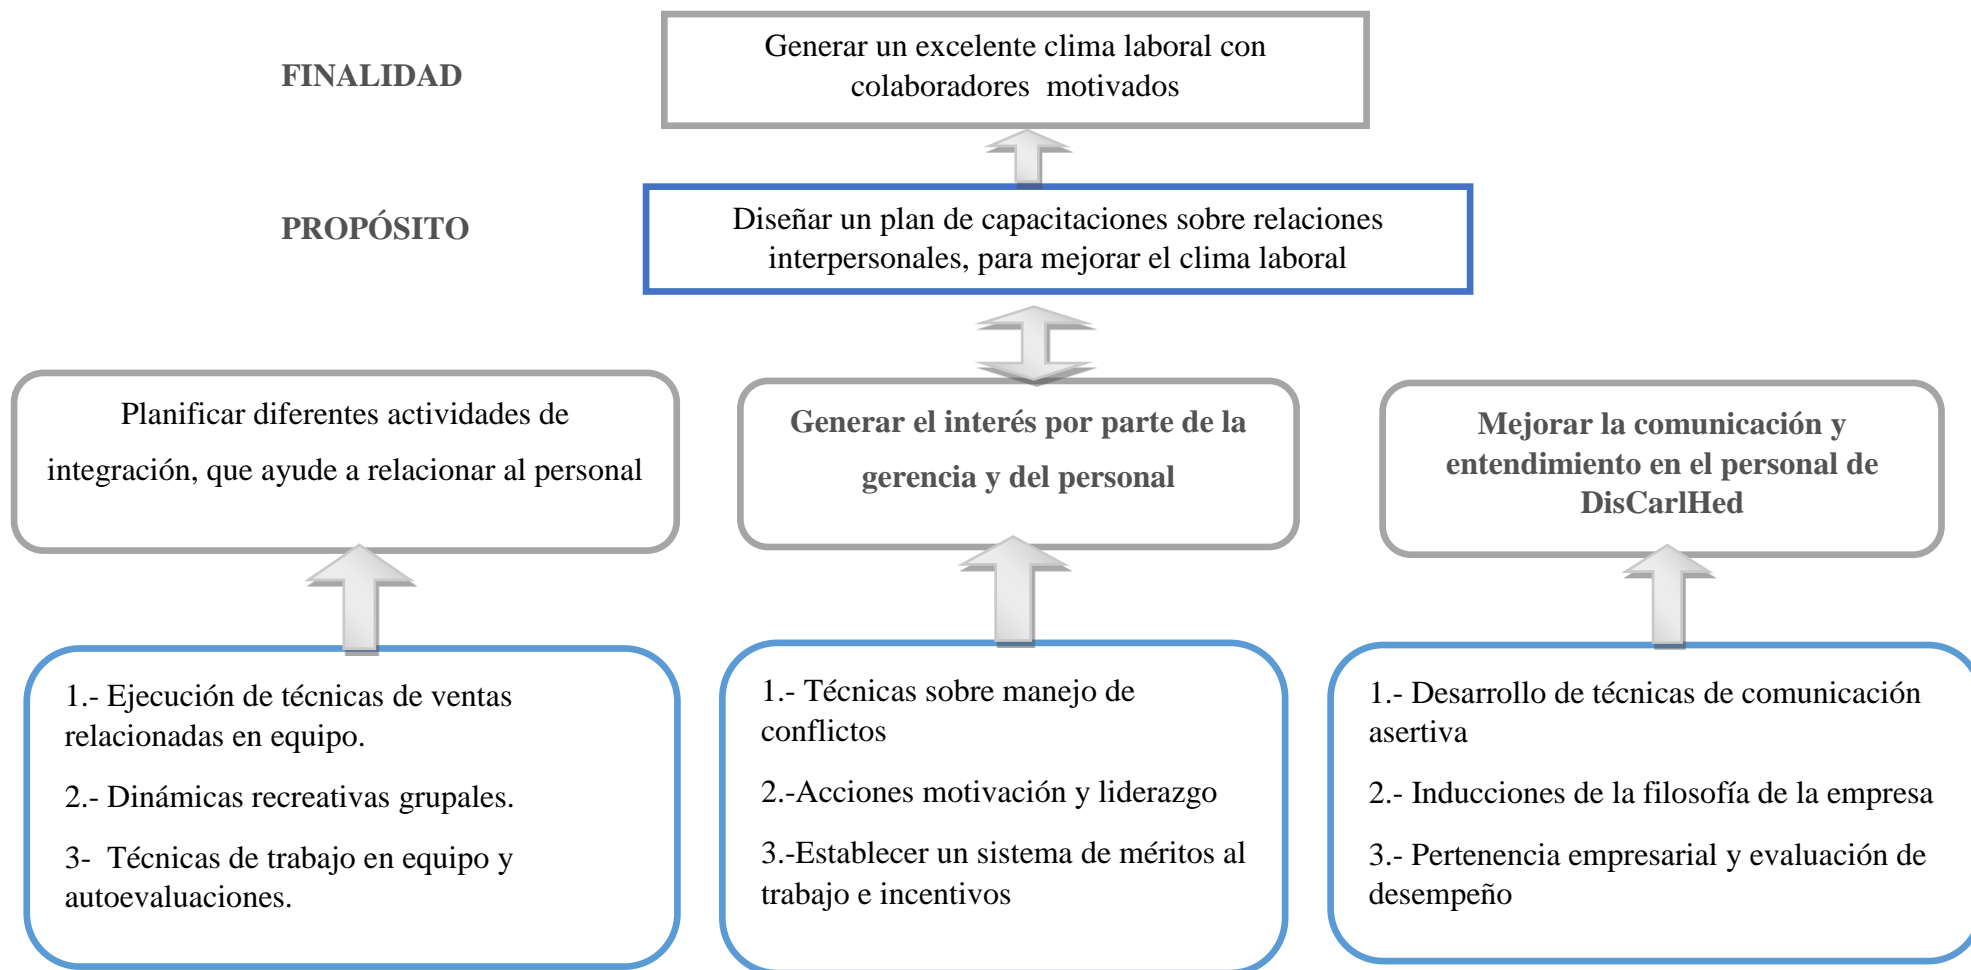 FINALIDAD
Generar un excelente clima laboral con
colaboradores motivados
PROPÓSITO
Diseñar un plan de capacitaciones sobre relaciones
interpersonales, para mejorar el clima laboral
Planificar diferentes actividades de
integración, que ayude a relacionar al personal
Generar el interés por parte de la
gerencia y del personal
Mejorar la comunicación y
entendimiento en el personal de
DisCarlHed
1.- Ejecución de técnicas de ventas
relacionadas en equipo.
2.- Dinámicas recreativas grupales.
3- Técnicas de trabajo en equipo y
autoevaluaciones.
1.- Técnicas sobre manejo de
conflictos
2.-Acciones motivación y liderazgo
3.-Establecer un sistema de méritos al
trabajo e incentivos
1.- Desarrollo de técnicas de comunicación
asertiva
2.- Inducciones de la filosofía de la empresa
3.- Pertenencia empresarial y evaluación de
desempeño